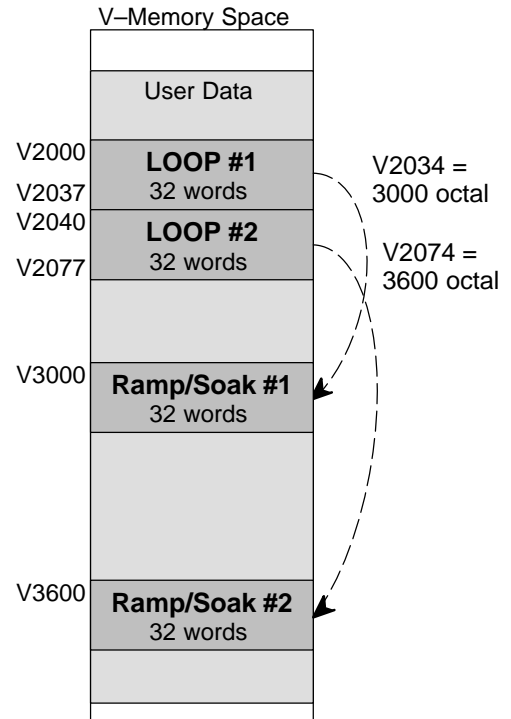 V–Memory Space
User Data
V2000
LOOP #1
V2037
32 words
V2040
LOOP #2
V2077
32 words
V2034 =
3000 octal
V2074 =
3600 octal
V3000
Ramp/Soak #1
32 words
V3600
Ramp/Soak #2
32 words